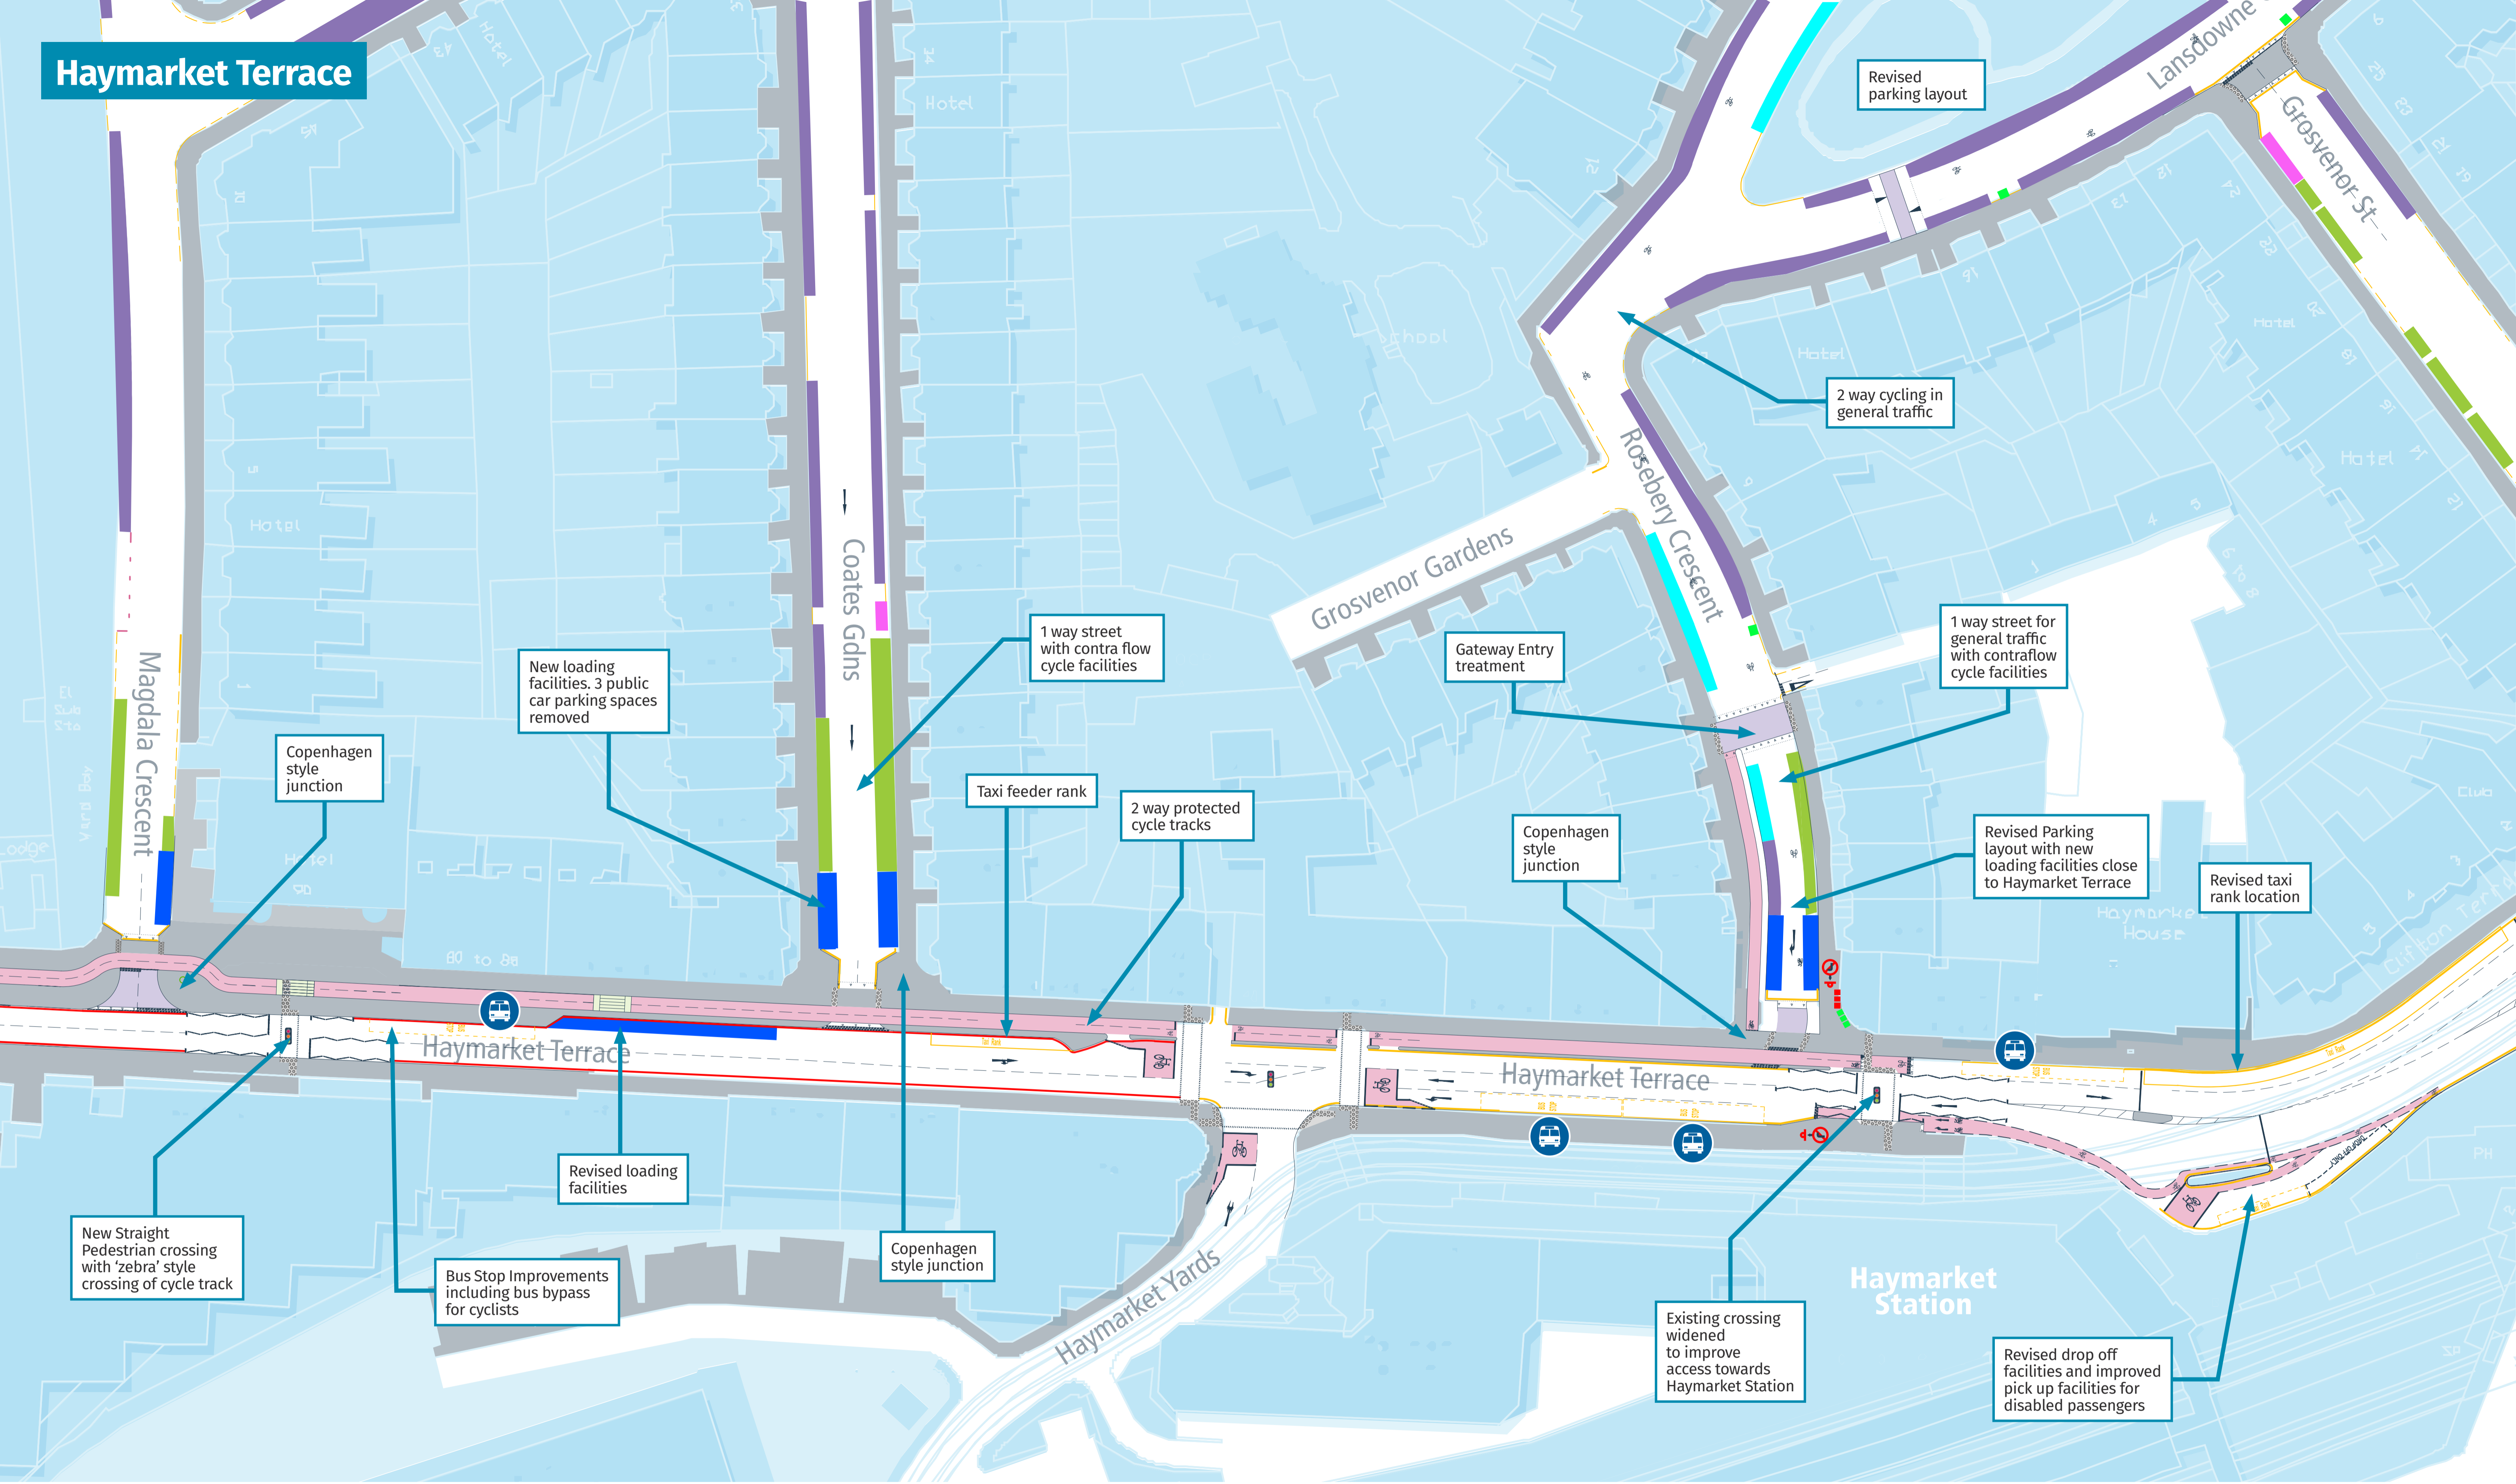 Haymarket Terrace
Hotel
Hotel
Revised
parking layout
Lansdowne
Grosvenor St
2 way cycling in
general traffic
School
Hotel
Hotel
Hotel
Hotel
Rosebery Crescent
Grosvenor Gardens
Coates Gdns
Magdala Crescent
1 way street
with contra flow
cycle facilities
Gateway Entry
treatment
1 way street for
general traffic
with contraflow
cycle facilities
New loading
facilities. 3 public
car parking spaces
removed
El
Sub
Sta
Copenhagen
style
junction
Taxi feeder rank
2 way protected
cycle tracks
Copenhagen
style
junction
Revised Parking
layout with new
loading facilities close
to Haymarket Terrace
Revised taxi
rank location
Club
Lodge
Hotel
Haymarket
House
80 to 88
Haymarket Terrace
Haymarket Terrace
New Straight
Pedestrian crossing
with ‘zebra’ style
crossing of cycle track
Bus Stop Improvements
including bus bypass
for cyclists
Revised loading
facilities
Copenhagen
style junction
Haymarket Yards
Existing crossing
widened
to improve
access towards
Haymarket Station
Haymarket
Station
Revised drop off
facilities and improved
pick up facilities for
disabled passengers
PH